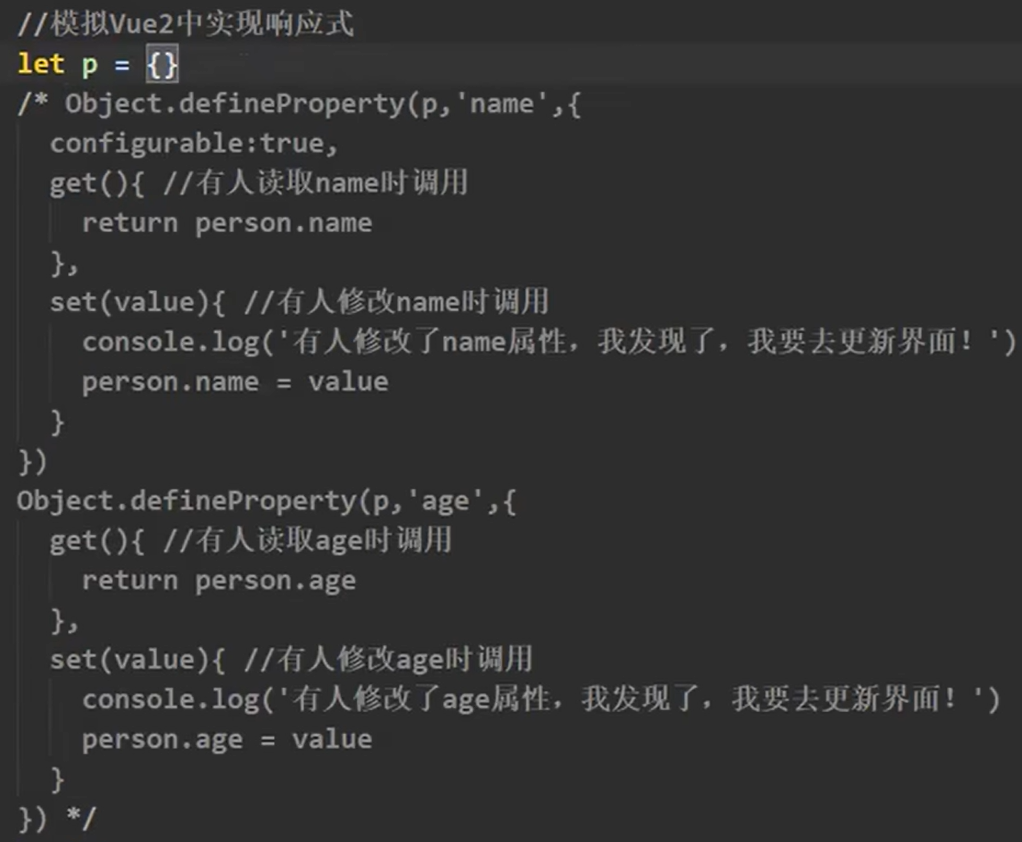 //模拟Vue2中实现响应式
let p = {}
/* Object.defineProperty(p,'name',{
configurable:true,
get(){ //有人读取name时调用
return person.name
},
set(value){ //有人修改name时调用
console.log('有人修改了name属性，我发现了，我要去更新界面！')
person.name = value
}
})
Object.defineProperty(p,'age',{
get(){ //有人读取age时调用
return person.age
},
set(value){ //有人修改age时调用
console.log('有人修改了age属性，我发现了，我要去更新界面！')
person.age = value
}
}) */